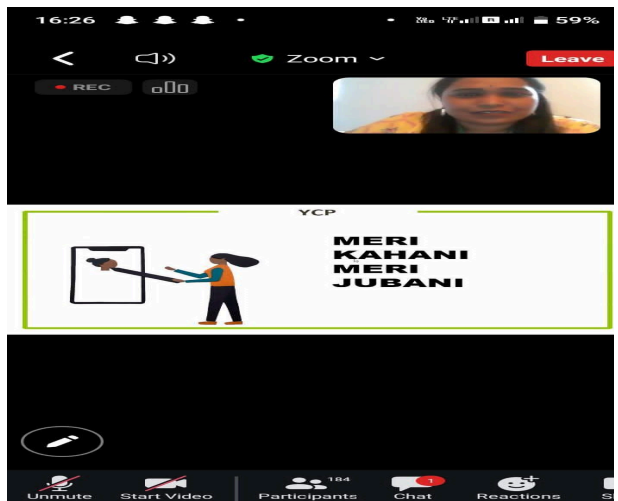 16:26 59%
Zoom Leave
REC
YCP
MERI
KAHANI
MERI
JUBANI
184
1
Unmute Start Video Participants Chat Reactions